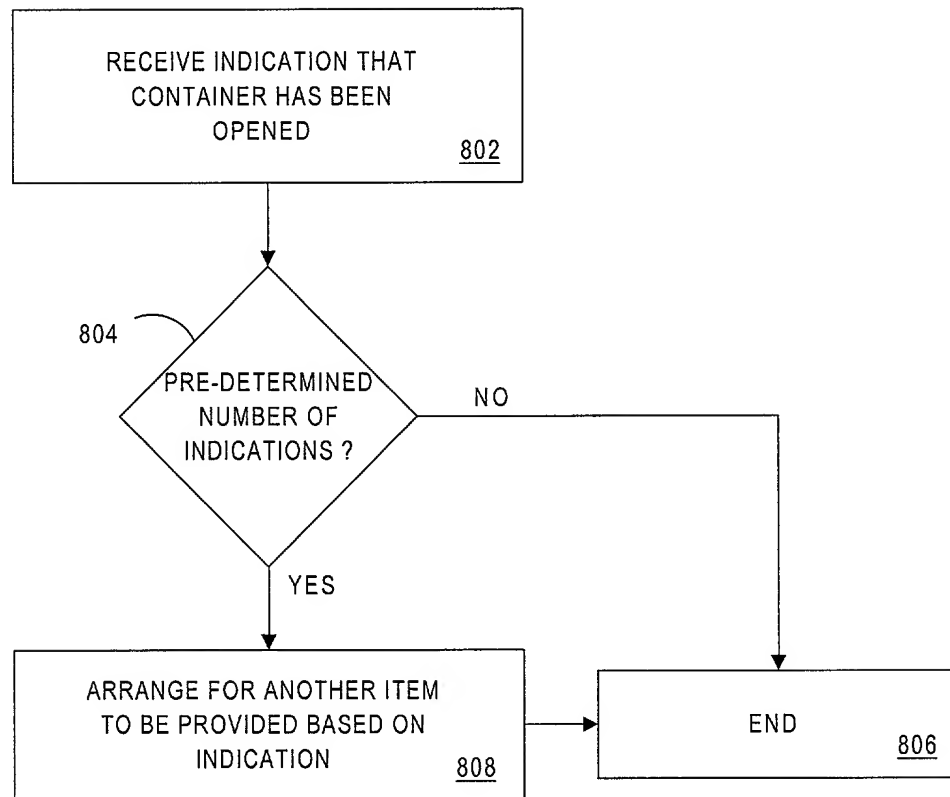 RECEIVE INDICATION THAT
CONTAINER HAS BEEN
OPENED
802
804
PRE-DETERMINED
NUMBER OF
INDICATIONS ?
NO
YES
ARRANGE FOR ANOTHER ITEM
TO BE PROVIDED BASED ON
INDICATION
808
END
806